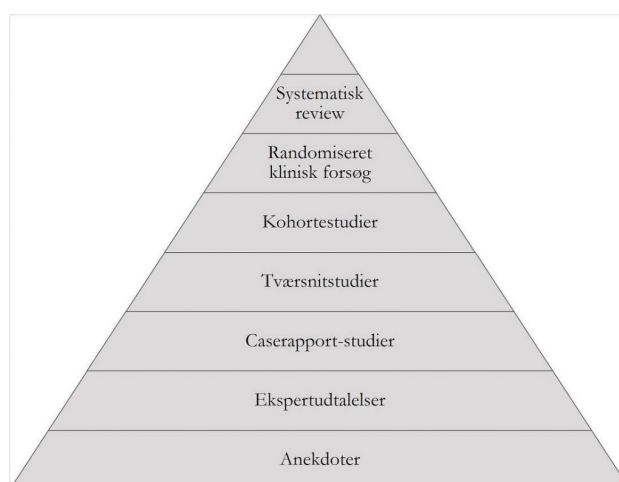 Systematisk
review
Randomiseret
klinisk forsøg
Kohortestudier
Tværsnitstudier
Caserapport-studier
Ekspertudtalelser
Anekdoter